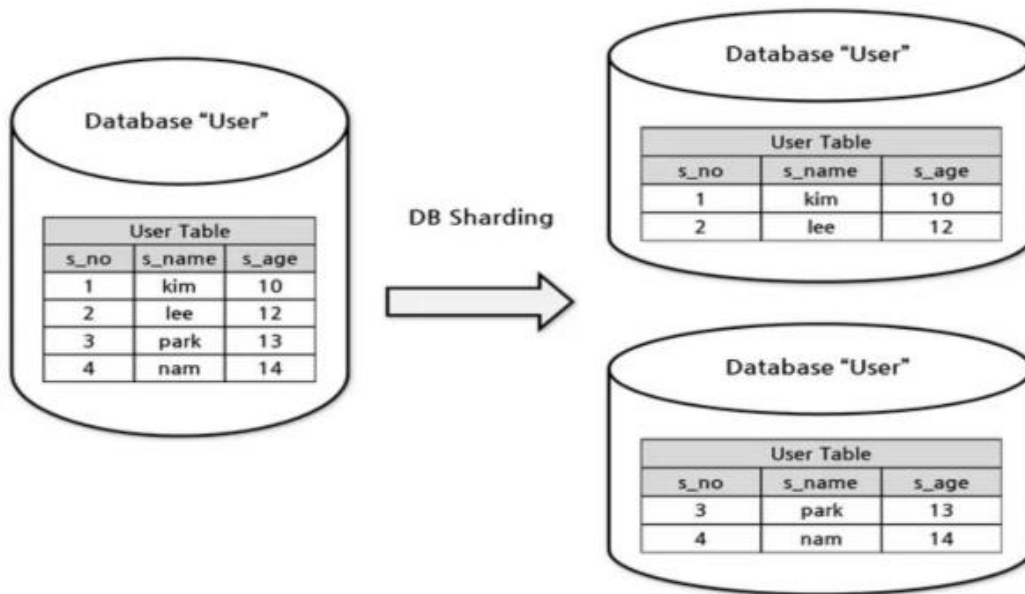 Database “User”
User Table
s_no s_name s_age
1 kim 10
2 lee 12
3 park 13
4 nam 14
DB Sharding
Database “User”
User Table
s_no s_name s_age
1 kim 10
2 lee 12
Database “User”
User Table
s_no s_name s_age
3 park 13
4 nam 14